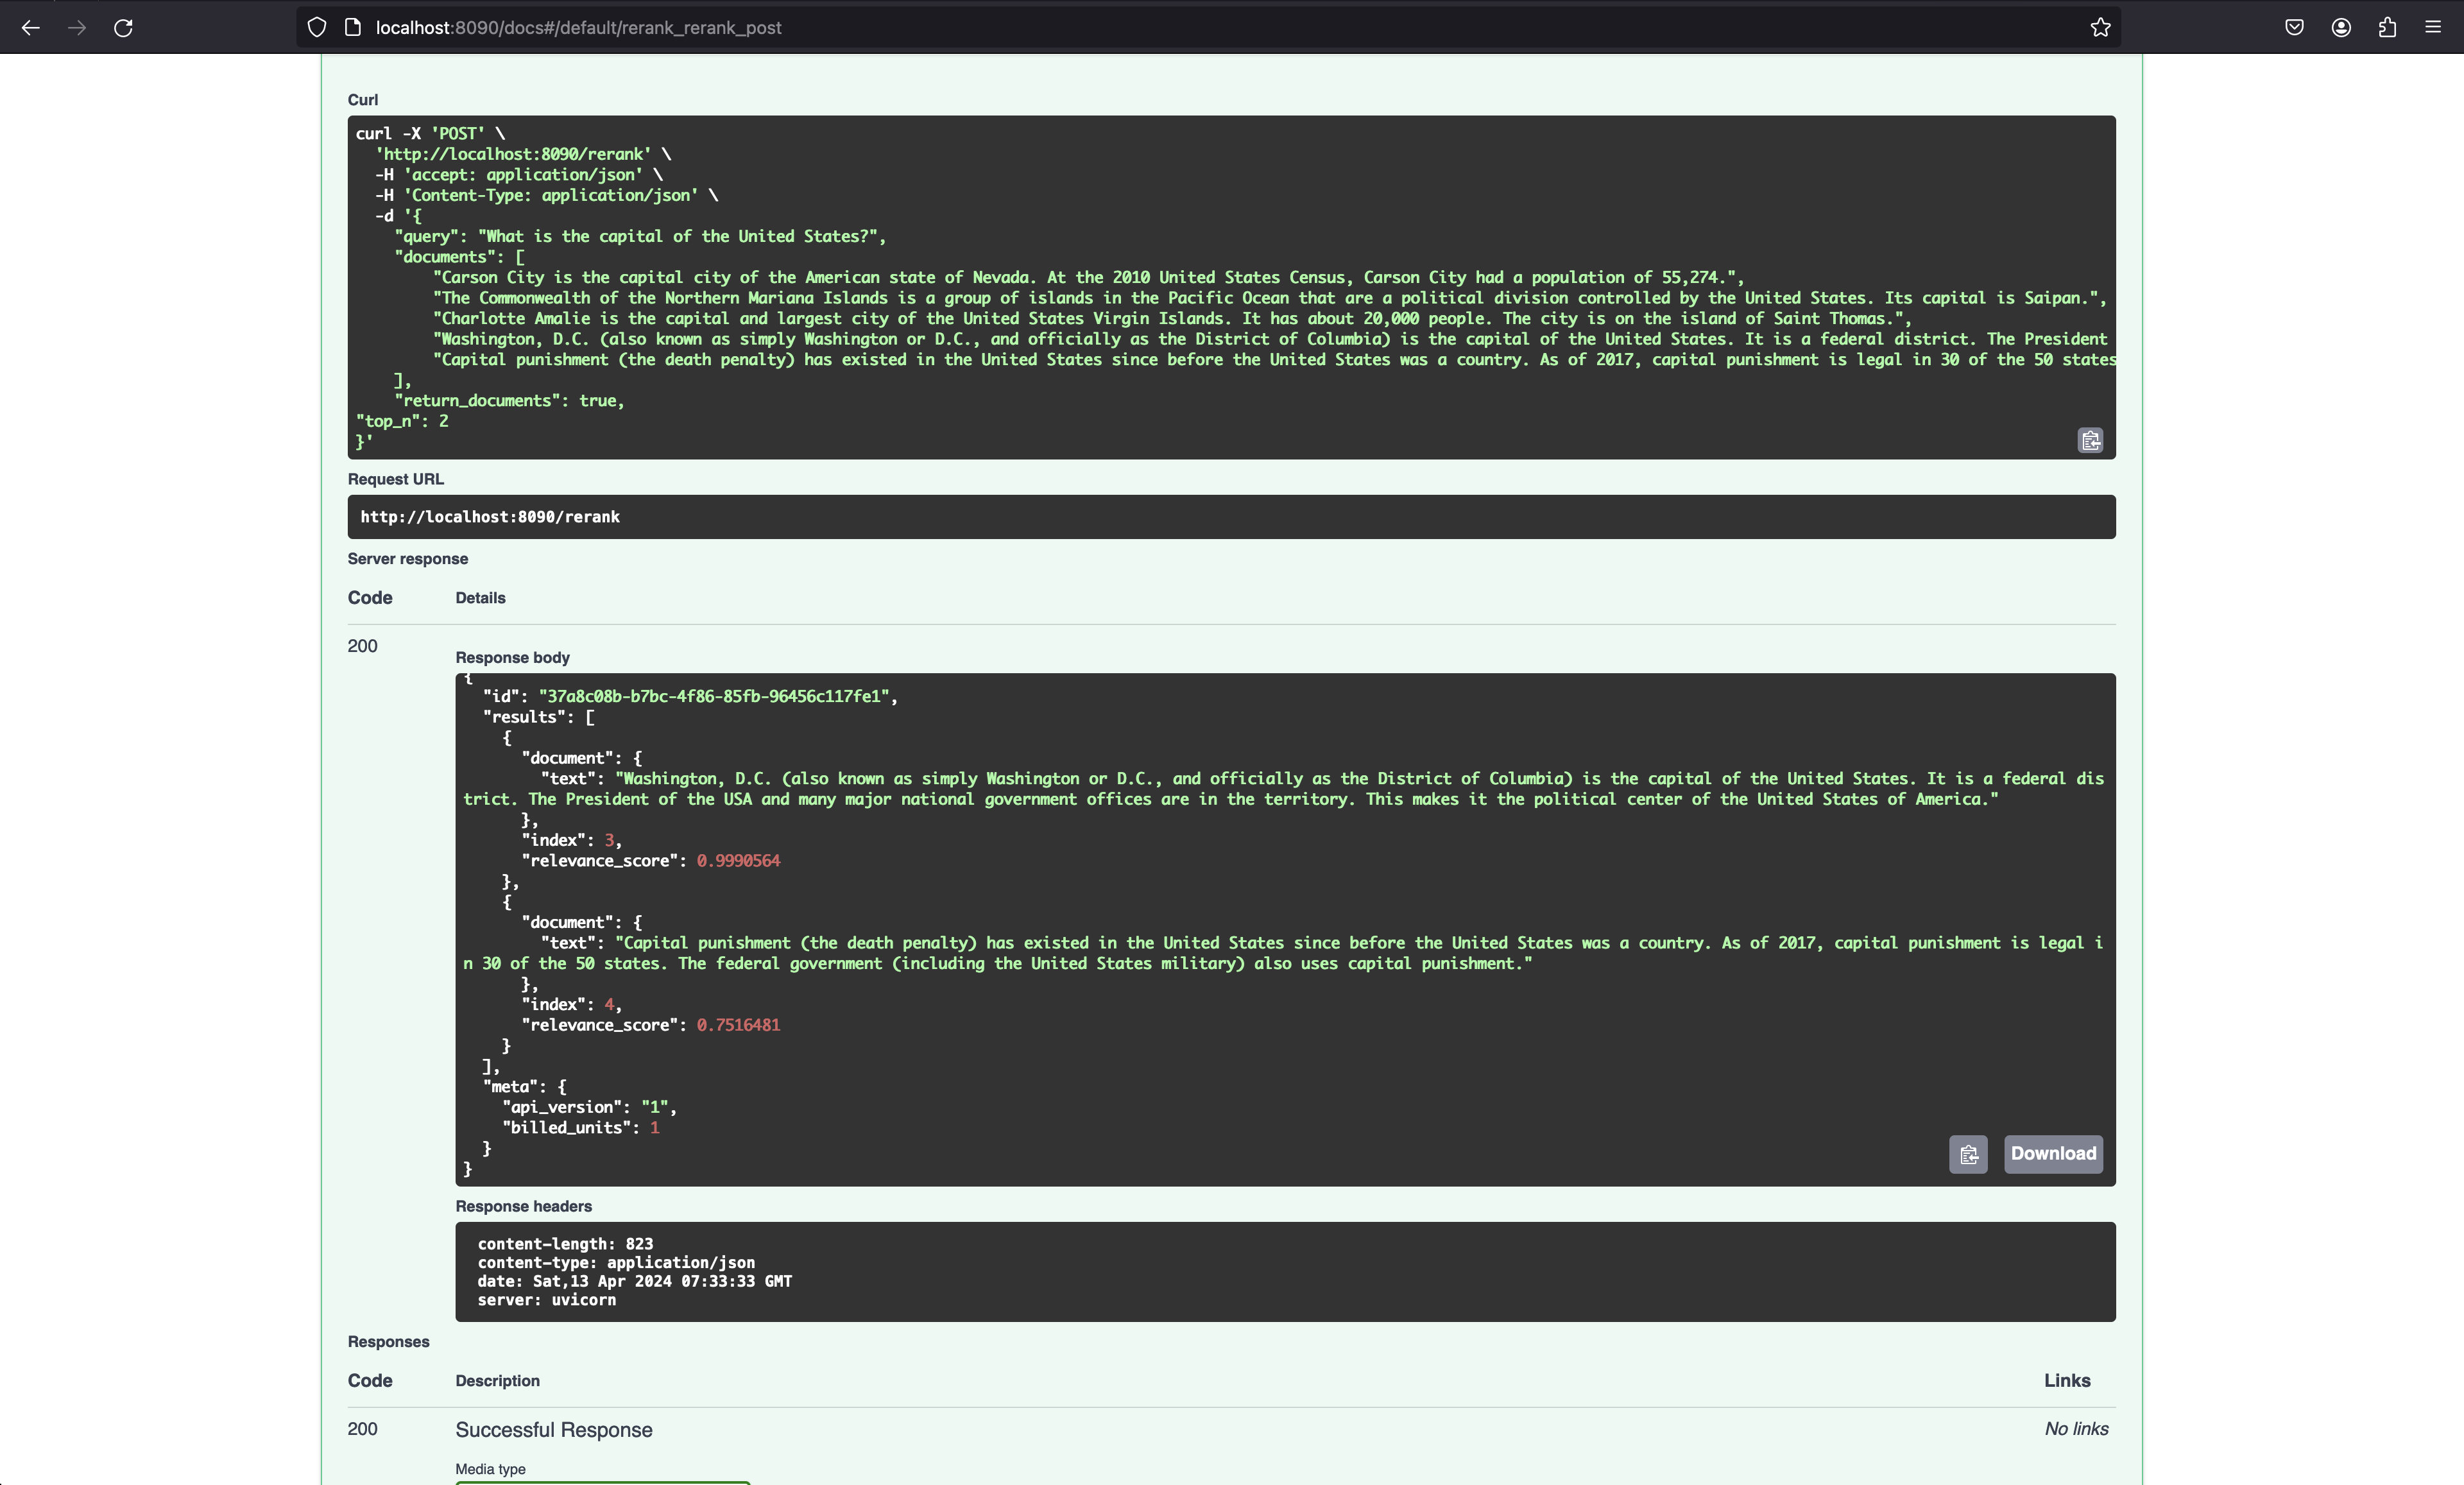 localhost:8090/docs#/default/rerank_rerank_post
Curl
curl -X 'POST' \
'http://localhost:8090/rerank' \
-H 'accept: application/json' \
-H 'Content-Type: application/json' \
-d '{
"query": "What is the capital of the United States?",
"documents": [
"Carson City is the capital city of the American state of Nevada. At the 2010 United States Census, Carson City had a population of 55,274.",
"The Commonwealth of the Northern Mariana Islands is a group of islands in the Pacific Ocean that are a political division controlled by the United States. Its capital is Saipan.",
"Charlotte Amalie is the capital and largest city of the United States Virgin Islands. It has about 20,000 people. The city is on the island of Saint Thomas.",
"Washington, D.C. (also known as simply Washington or D.C., and officially as the District of Columbia) is the capital of the United States. It is a federal district. The President
"Capital punishment (the death penalty) has existed in the United States since before the United States was a country. As of 2017, capital punishment is legal in 30 of the 50 states
],
"return_documents": true,
"top_n": 2
}'
Request URL
http://localhost:8090/rerank
Server response
Code Details
200
Response body
{
"id": "37a8c08b-b7bc-4f86-85fb-96456c117fe1",
"results": [
{
"document": {
"text": "Washington, D.C. (also known as simply Washington or D.C., and officially as the District of Columbia) is the capital of the United States. It is a federal dis
trict. The President of the USA and many major national government offices are in the territory. This makes it the political center of the United States of America."
},
"index": 3,
"relevance_score": 0.9990564
},
{
"document": {
"text": "Capital punishment (the death penalty) has existed in the United States since before the United States was a country. As of 2017, capital punishment is legal i
n 30 of the 50 states. The federal government (including the United States military) also uses capital punishment."
},
"index": 4,
"relevance_score": 0.7516481
}
],
"meta": {
"api_version": "1",
"billed_units": 1
}
}
Download
Response headers
content-length: 823
content-type: application/json
date: Sat,13 Apr 2024 07:33:33 GMT
server: uvicorn
Responses
Code Description Links
200 Successful Response No links
Media type